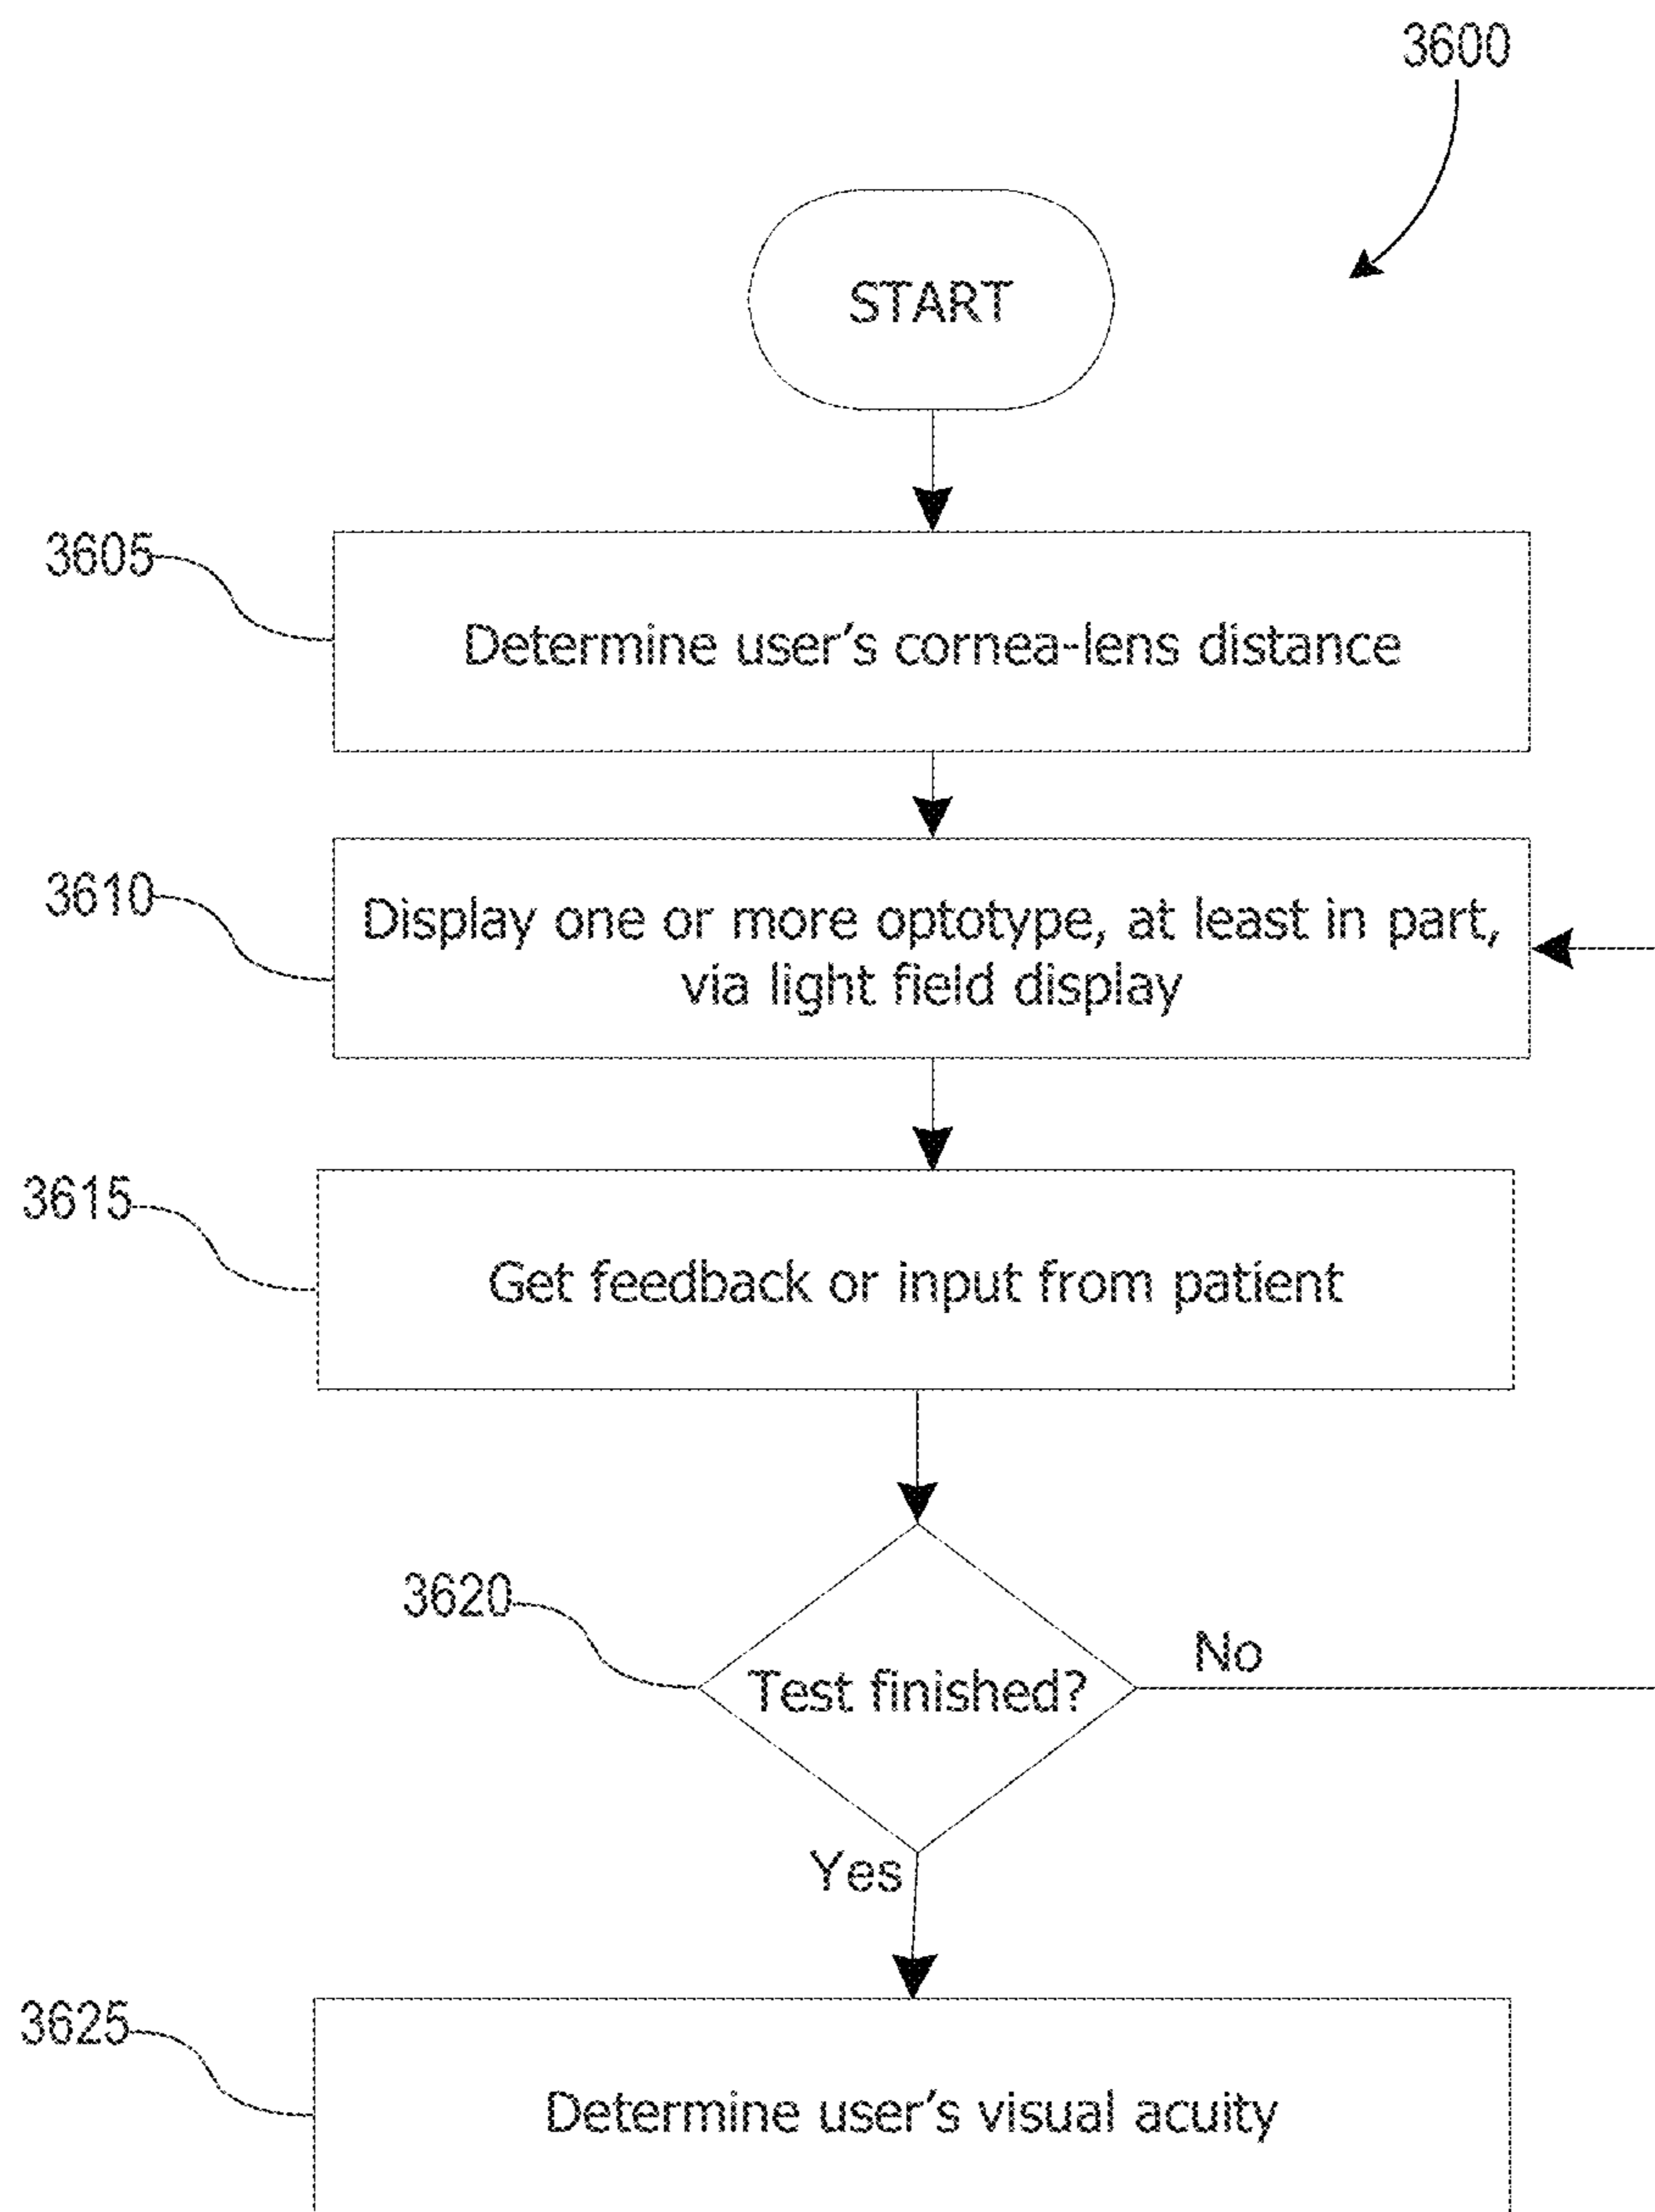 3600
START
3605
Determine user's cornea-lens distance
3610
Display one or more optotype, at least in part,
via light field display
3615
Get feedback or input from patient
3620
Test finished?
No
Yes
3625
Determine user's visual acuity